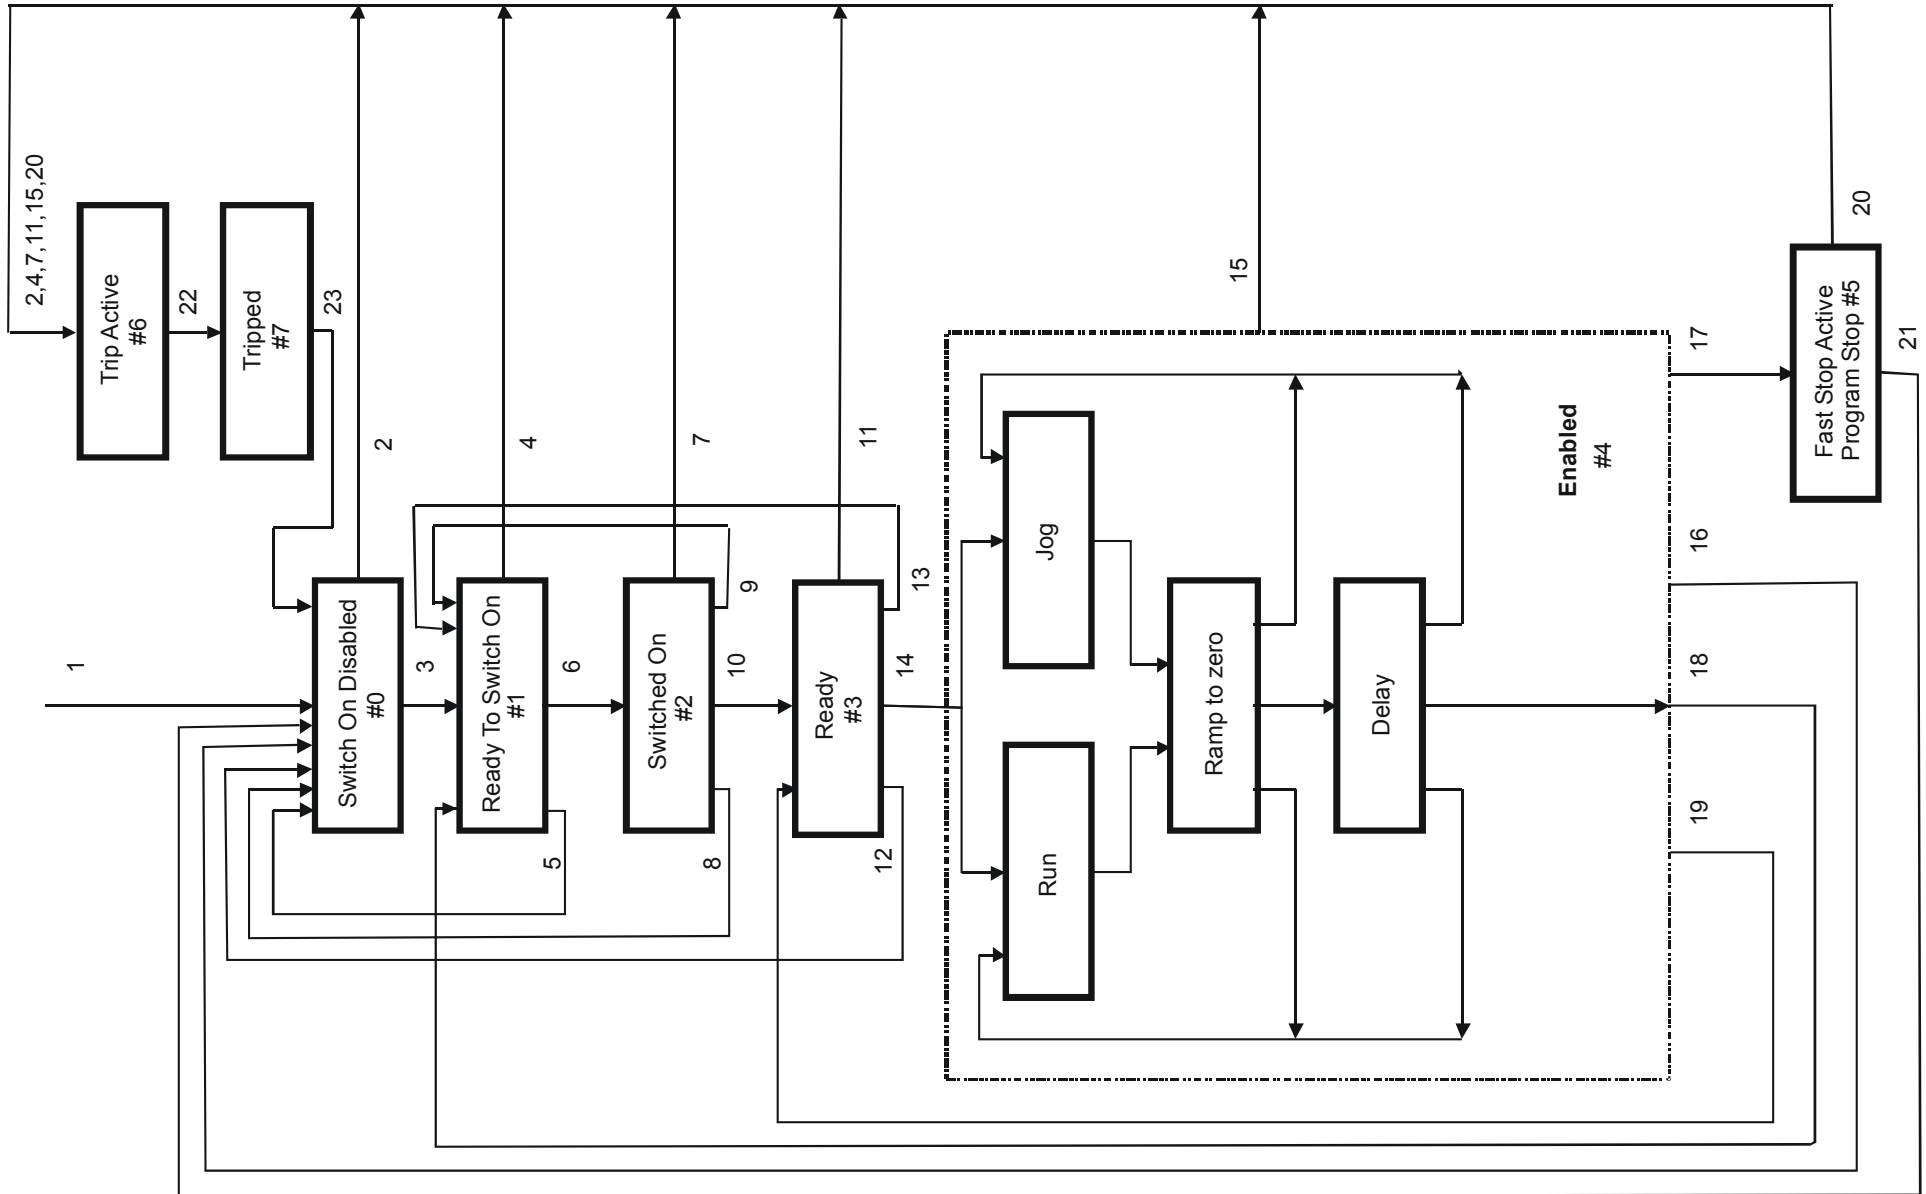 2,4,7,11,15,20
Trip Active
#6
22
Tripped
#7
23
1
Switch On Disabled
#0
2
3
Ready To Switch On
#1
4
5
6
Switched On
#2
7
8
9
10
Ready
#3
11
12
13
14
Run
Jog
Ramp to zero
Delay
Enabled
#4
15
16
17
18
19
Fast Stop Active
Program Stop #5
20
21